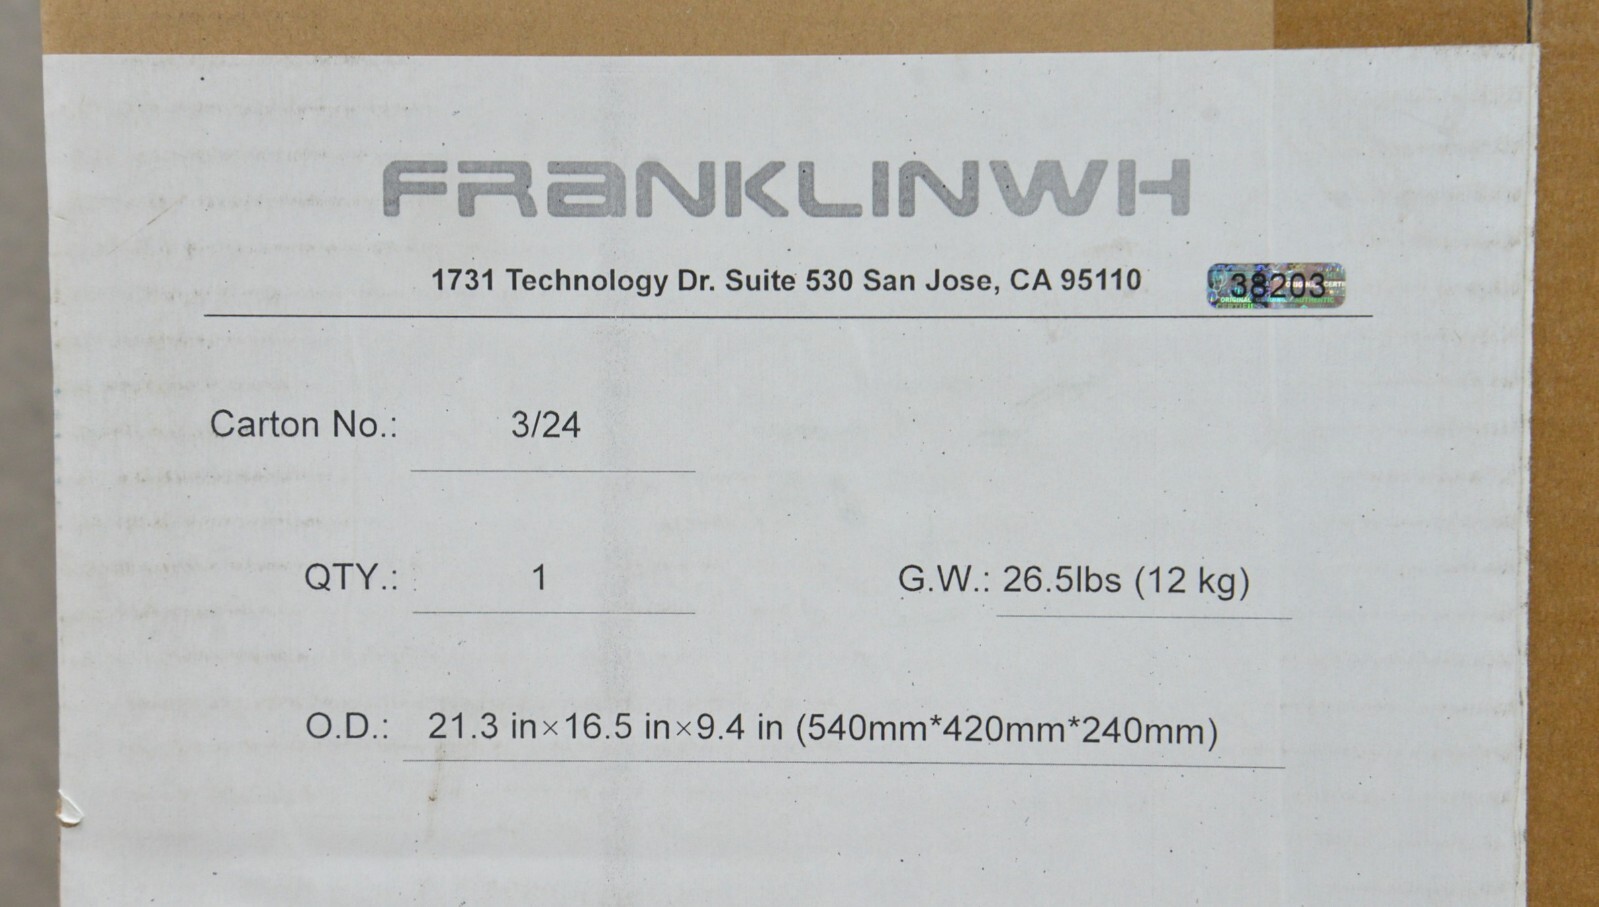 FRANKLINWH
1731 Technology Dr. Suite 530 San Jose, CA 95110
38203
Carton No.: 3/24
QTY.: 1
G.W.: 26.5lbs (12 kg)
O.D.: 21.3 in×16.5 in×9.4 in (540mm*420mm*240mm)